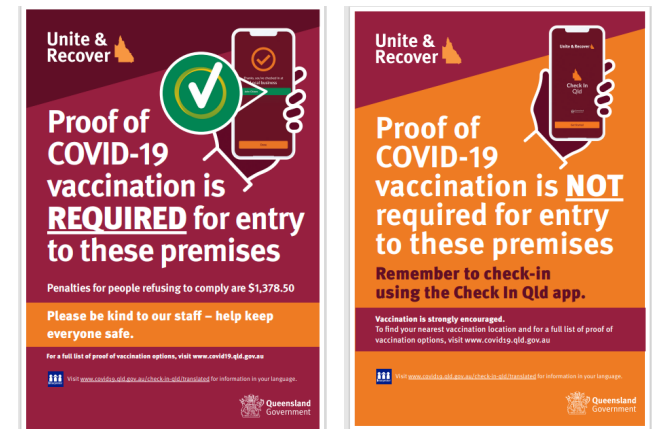 Unite &
Recover
Local business
Proof of
COVID-19
vaccination is
REQUIRED for entry
to these premises
Penalties for people refusing to comply are $1,378.50
Please be kind to our staff – help keep
everyone safe.
For a full list of proof of vaccination options, visit www.covid19.qld.gov.au
Visit www.covid19.qld.gov.au/check-in-qld/translated for information in your language.
Queensland
Government
Unite &
Recover
Unite & Recover
Check In
Qld
Proof of
COVID-19
vaccination is NOT
required for entry
to these premises
Remember to check-in
using the Check In Qld app.
Vaccination is strongly encouraged.
To find your nearest vaccination location and for a full list of proof of
vaccination options, visit www.covid19.qld.gov.au
Visit www.covid19.qld.gov.au/check-in-qld/translated for information in your language.
Queensland
Government